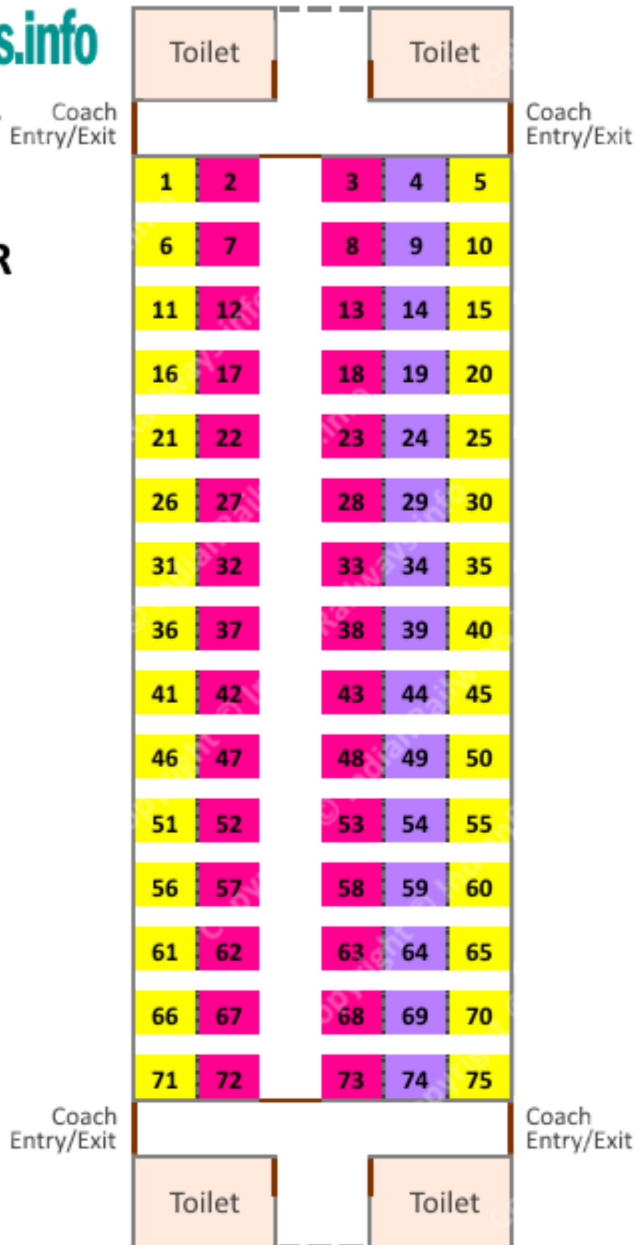 s.info
Toilet Toilet
Coach Coach
Entry/Exit Entry/Exit
1 2 3 4 5
R
6 7 8 9 10
11 12 13 14 15
16 17 18 19 20
21 22 23 24 25
26 27 28 29 30
31 32 33 34 35
36 37 38 39 40
41 42 43 44 45
46 47 48 49 50
51 52 53 54 55
56 57 58 59 60
61 62 63 64 65
66 67 68 69 70
71 72 73 74 75
Coach Coach
Entry/Exit Entry/Exit
Toilet Toilet